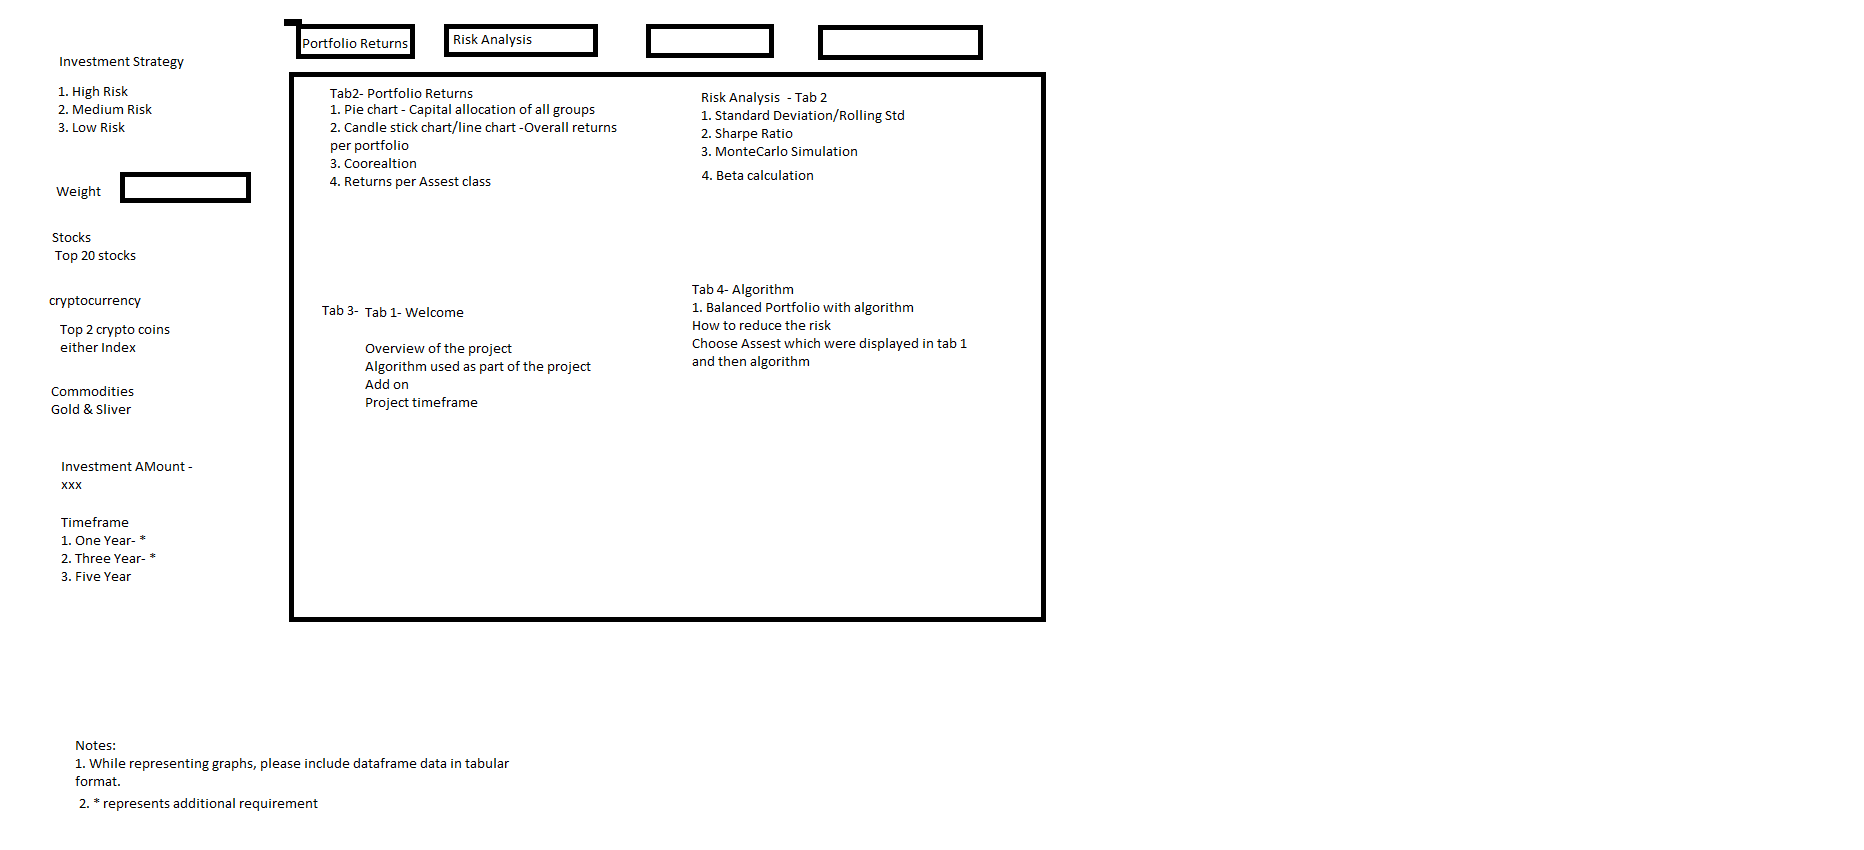 Portfolio Returns
Risk Analysis
Investment Strategy
1. High Risk
2. Medium Risk
3. Low Risk
Weight
Stocks
Top 20 stocks
cryptocurrency
Top 2 crypto coins
either Index
Commodities
Gold & Sliver
Investment AMount -
xxx
Timeframe
1. One Year- *
2. Three Year- *
3. Five Year
Tab2- Portfolio Returns
1. Pie chart - Capital allocation of all groups
2. Candle stick chart/line chart -Overall returns
per portfolio
3. Coorealtion
4. Returns per Assest class
Risk Analysis - Tab 2
1. Standard Deviation/Rolling Std
2. Sharpe Ratio
3. MonteCarlo Simulation
4. Beta calculation
Tab 3- Tab 1- Welcome
Overview of the project
Algorithm used as part of the project
Add on
Project timeframe
Tab 4- Algorithm
1. Balanced Portfolio with algorithm
How to reduce the risk
Choose Assest which were displayed in tab 1
and then algorithm
Notes:
1. While representing graphs, please include dataframe data in tabular
format.
2. * represents additional requirement